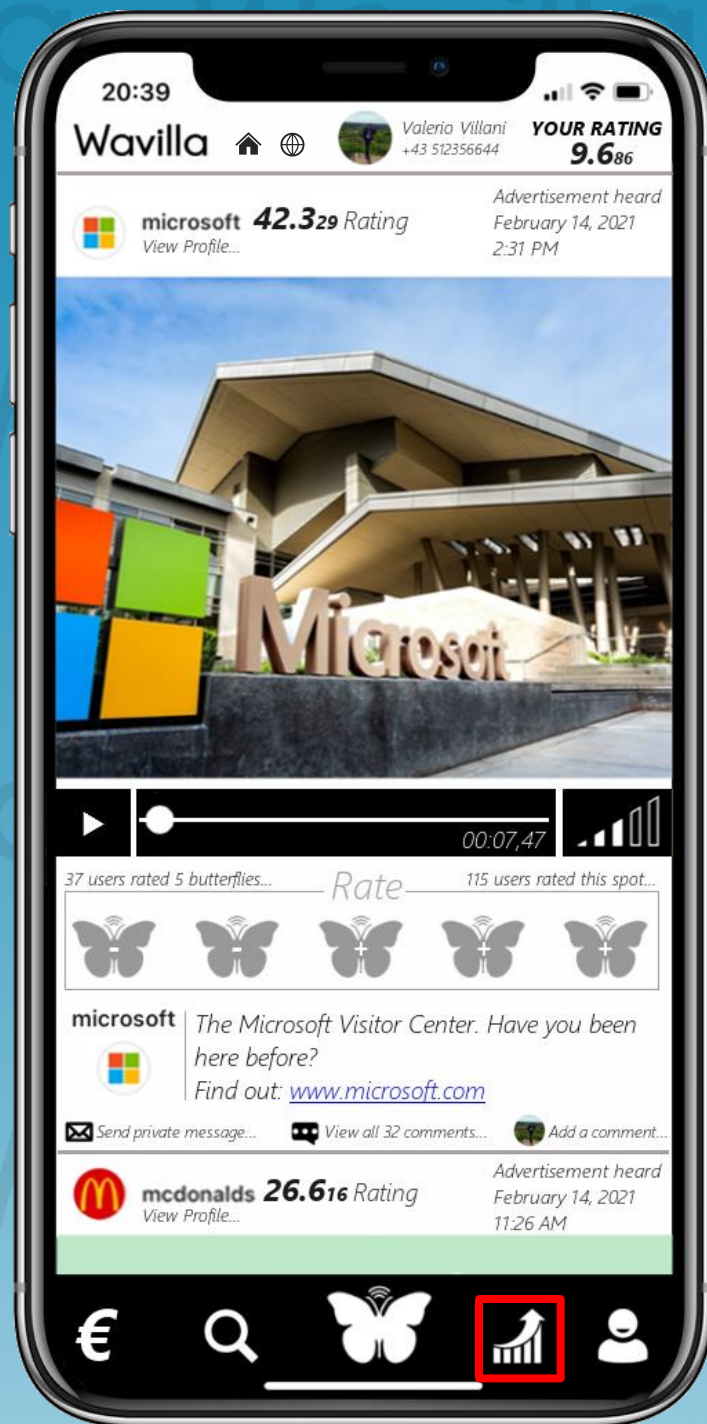 20:39
Wavilla
Valerio Villani
+43 512356644
YOUR RATING
9.686
microsoft 42.329 Rating
View Profile...
Advertisement heard
February 14, 2021
2:31 PM
Microsoft
00:07,47
37 users rated 5 butterflies...
Rate
115 users rated this spot...
microsoft
The Microsoft Visitor Center. Have you been
here before?
Find out: www.microsoft.com
Send private message...
View all 32 comments...
Add a comment...
mcdonalds 26.616 Rating
View Profile...
Advertisement heard
February 14, 2021
11:26 AM
€